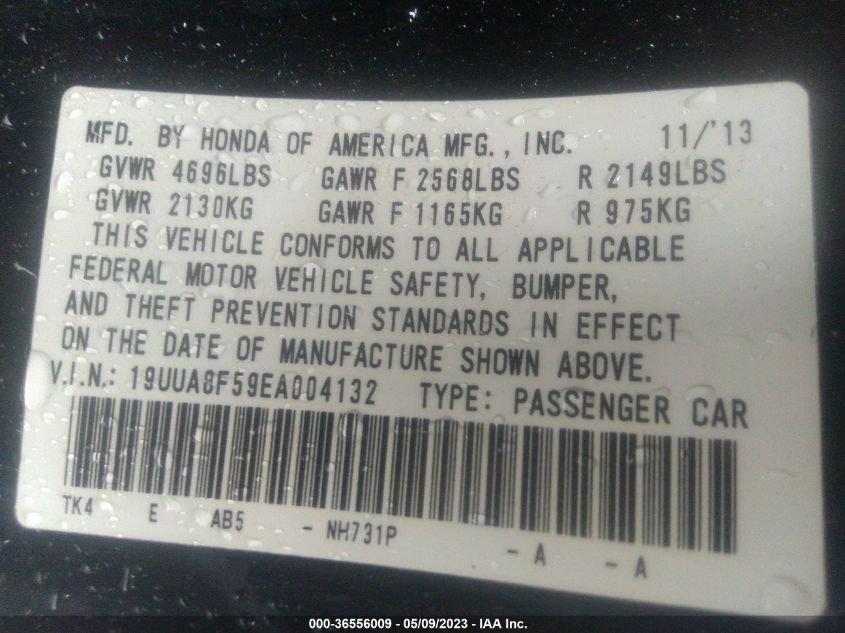 MFD. BY HONDA OF AMERICA MFG., INC. 11/'13
GVWR 4696LBS GAWR F 2568LBS R 2149LBS
GVWR 2130KG GAWR F 1165KG R 975KG
THIS VEHICLE CONFORMS TO ALL APPLICABLE
FEDERAL MOTOR VEHICLE SAFETY, BUMPER,
AND THEFT PREVENTION STANDARDS IN EFFECT
ON THE DATE OF MANUFACTURE SHOWN ABOVE.
V.I.N.: 19UUA8F59EA004132 TYPE: PASSENGER CAR
TK4 E AB5 - NH731P - A - A
000-36556009 - 05/09/2023 - IAA Inc.